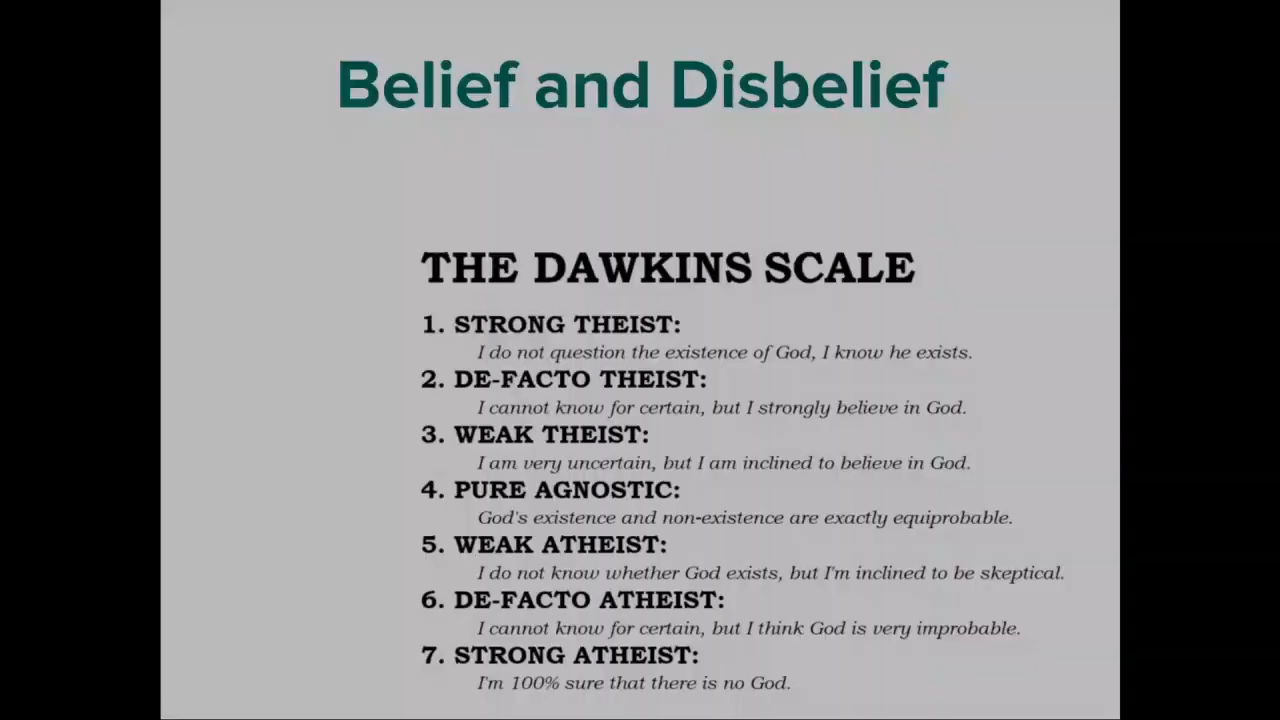 Belief and Disbelief
THE DAWKINS SCALE
1. STRONG THEIST:
I do not question the existence of God, I know he exists.
2. DE-FACTO THEIST:
I cannot know for certain, but I strongly believe in God.
3. WEAK THEIST:
I am very uncertain, but I am inclined to believe in God.
4. PURE AGNOSTIC:
God's existence and non-existence are exactly equiprobable.
5. WEAK ATHEIST:
I do not know whether God exists, but I'm inclined to be skeptical.
6. DE-FACTO ATHEIST:
I cannot know for certain, but I think God is very improbable.
7. STRONG ATHEIST:
I'm 100% sure that there is no God.